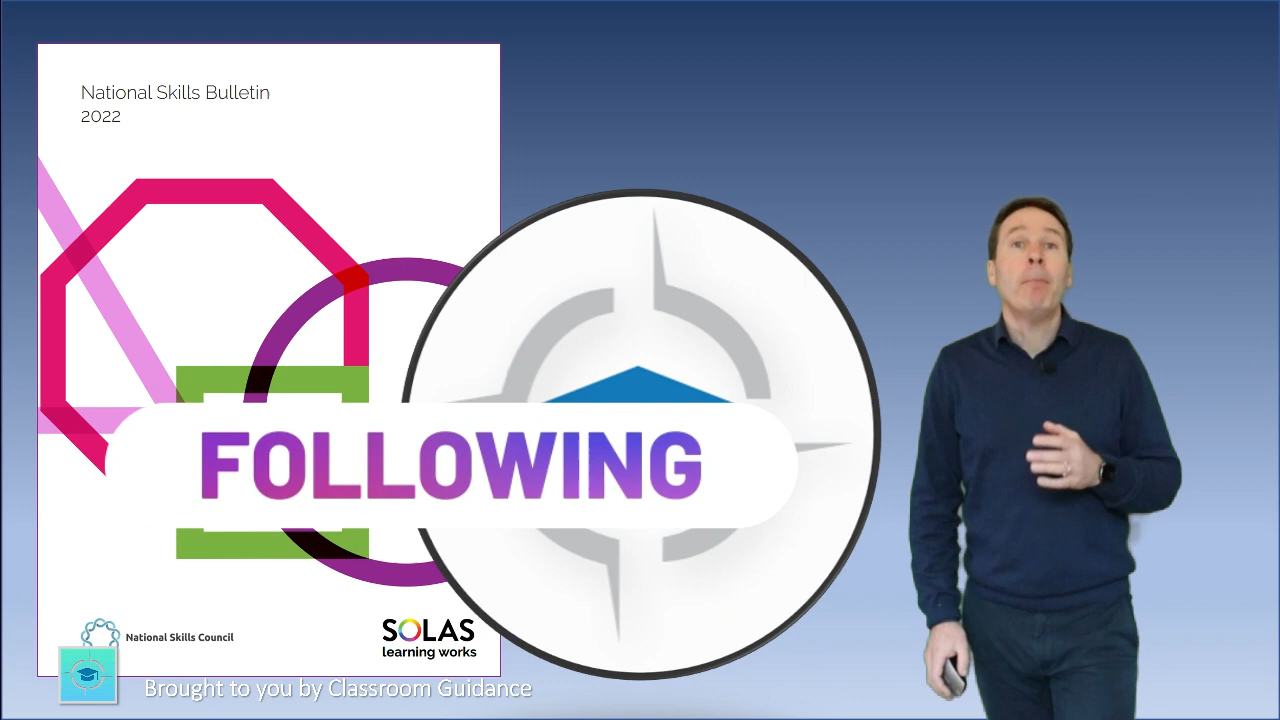 National Skills Bulletin
2022
FOLLOWING
National Skills Council
SOLAS
learning works
Brought to you by Classroom Guidance